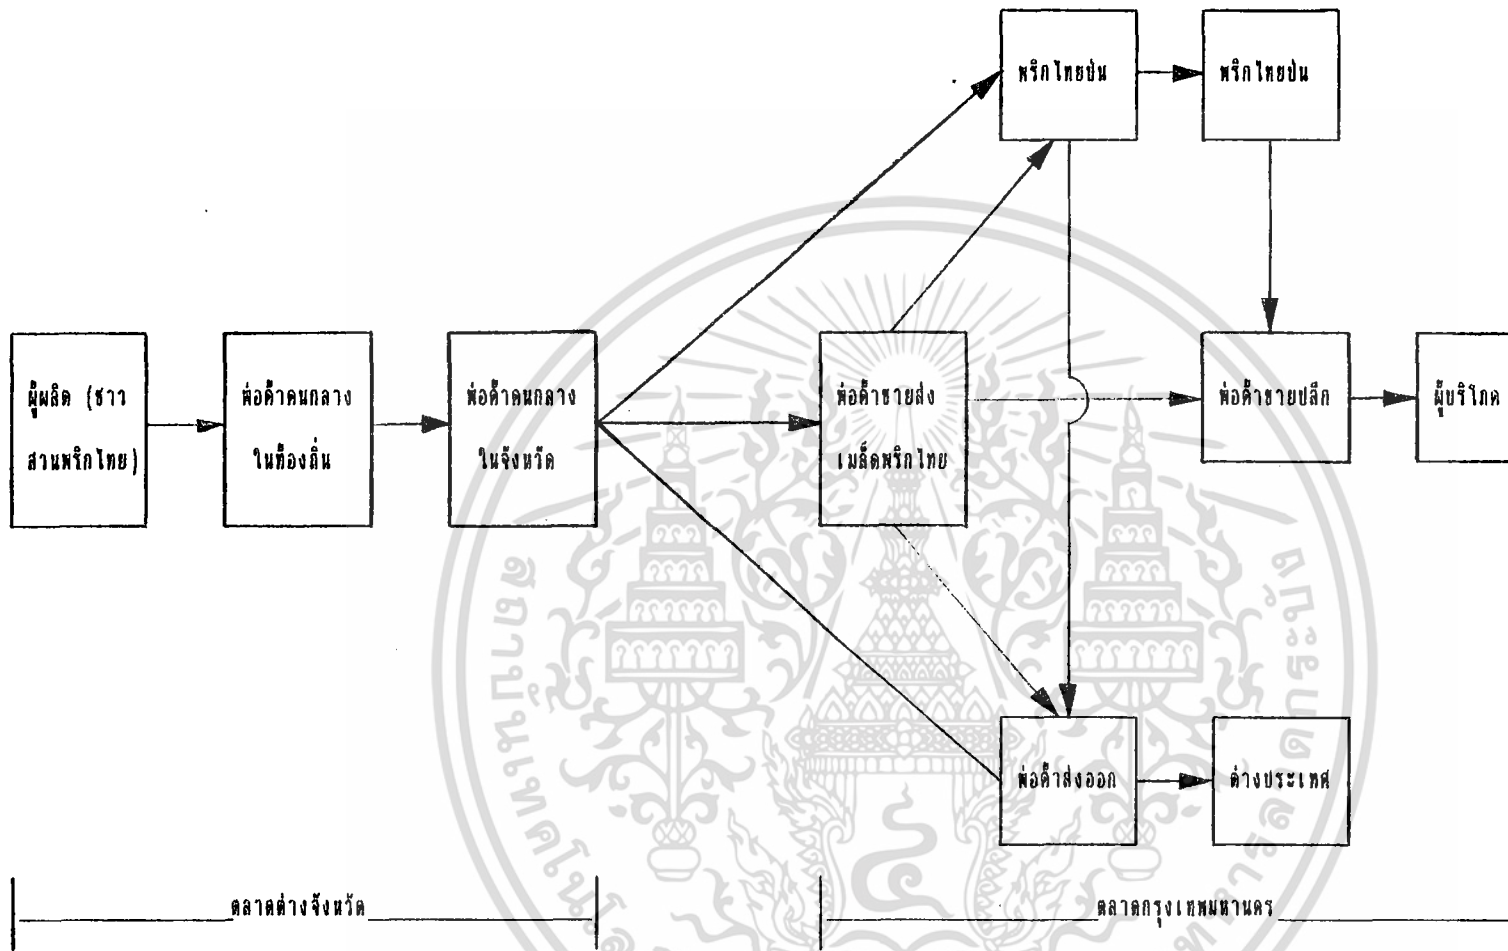 พริกไทยป่น
พริกไทยป่น
ผู้ผลิต (ชาว
สวนพริกไทย)
พ่อค้าคนกลาง
ในท้องถิ่น
พ่อค้าคนกลาง
ในจังหวัด
พ่อค้าขายส่ง
เมล็ดพริกไทย
พ่อค้าขายปลีก
ผู้บริโภค
พ่อค้าส่งออก
ต่างประเทศ
ตลาดต่างจังหวัด
ตลาดกรุงเทพมหานคร